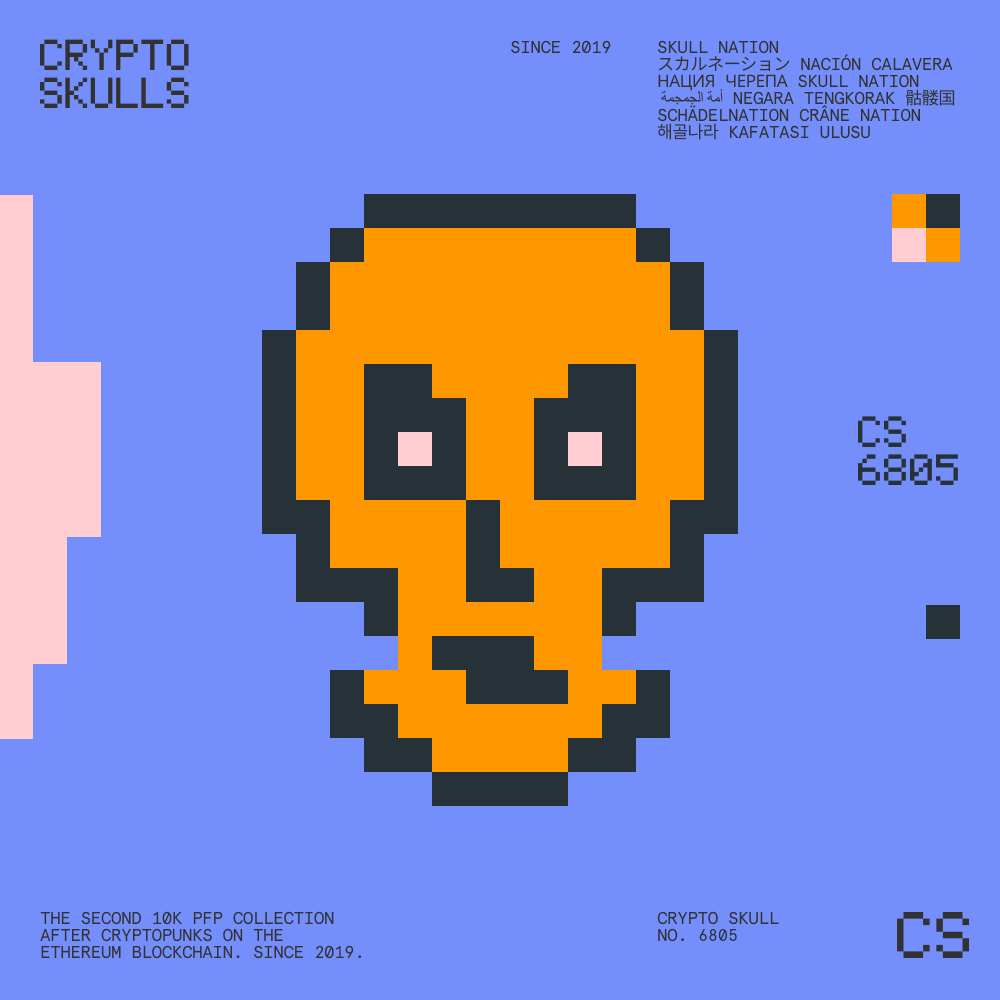 CRYPTO
SKULLS
SINCE 2019
SKULL NATION
スカルネーション NACIÓN CALAVERA
НАЦИЯ ЧЕРЕПА SKULL NATION
أمة الجمجمة NEGARA TENGKORAK 骷髅国
SCHÄDELNATION CRÂNE NATION
해골나라 KAFATASI ULUSU
CS
6805
THE SECOND 10K PFP COLLECTION
AFTER CRYPTOPUNKS ON THE
ETHEREUM BLOCKCHAIN. SINCE 2019.
CRYPTO SKULL
NO. 6805
CS